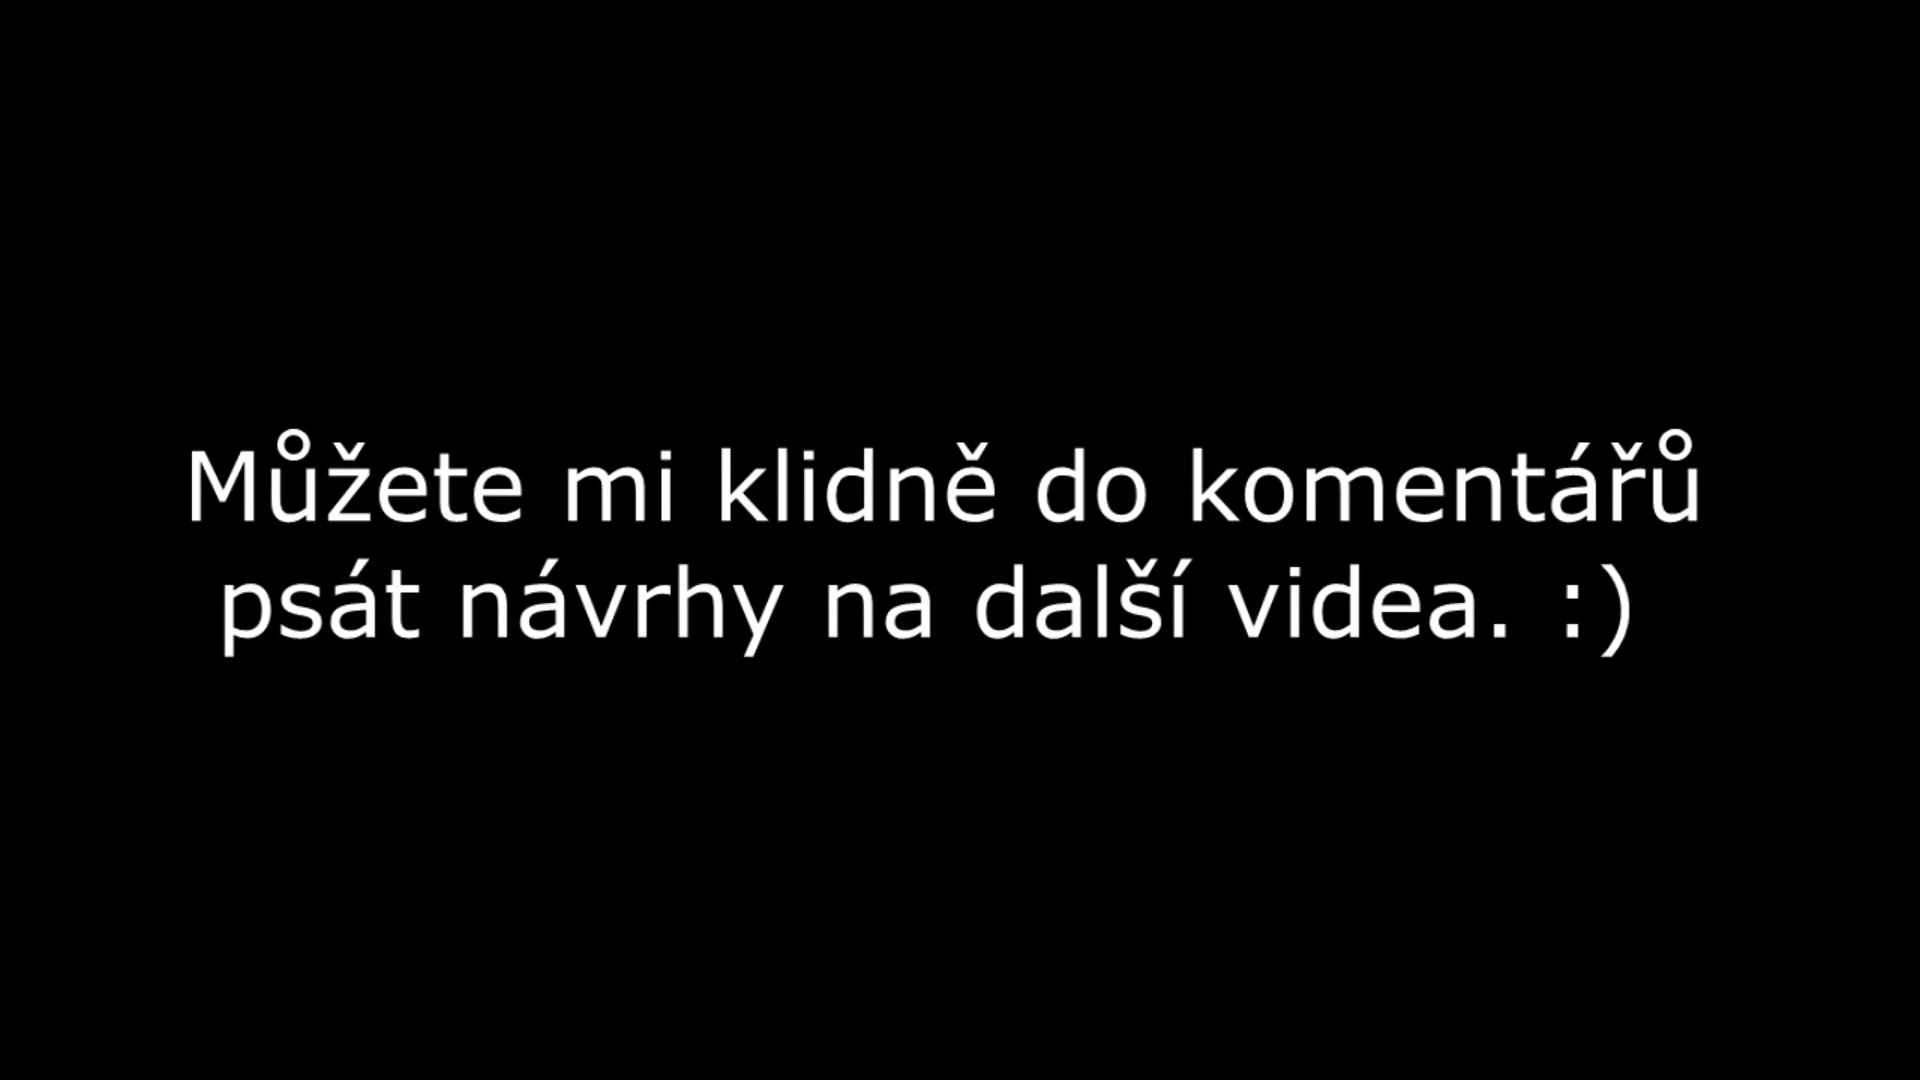 Můžete mi klidně do komentářů
psát návrhy na další videa. :)